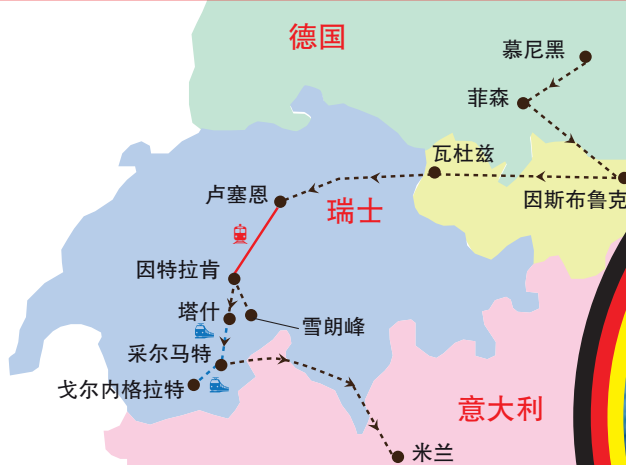 德国
慕尼黑
菲森
瓦杜兹
因斯布鲁克
卢塞恩
瑞士
因特拉肯
塔什
雪朗峰
采尔马特
戈尔内格拉特
意大利
米兰